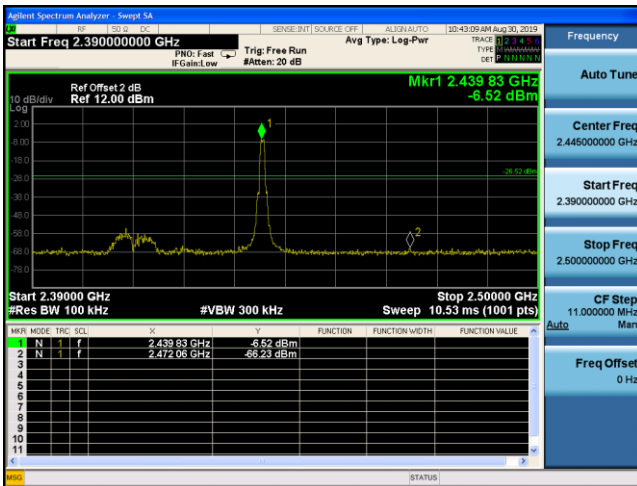 Agilent Spectrum Analyzer - Swept SA
RF 50 Ω DC SENSE:INT SOURCE OFF ALIGN AUTO 10:43:09 AM Aug 30, 2019
Start Freq 2.390000000 GHz
PNO: Fast
IFGain:Low
Trig: Free Run
#Atten: 20 dB
Avg Type: Log-Pwr
TRACE 1 2 3 4 5 6
TYPE M
DET P N N N N N
Frequency
Auto Tune
Center Freq
2.445000000 GHz
Start Freq
2.390000000 GHz
Stop Freq
2.500000000 GHz
CF Step
11.000000 MHz
Auto Man
Freq Offset
0 Hz
Mkr1 2.439 83 GHz
-6.52 dBm
Ref Offset 2 dB
10 dB/div Ref 12.00 dBm
Log
2.00
-8.00
-18.0
-28.0
-38.0
-48.0
-58.0
-68.0
-78.0
1
-26.52 dBm
2
Start 2.39000 GHz Stop 2.50000 GHz
#Res BW 100 kHz #VBW 300 kHz Sweep 10.53 ms (1001 pts)
MKR MODE TRC SCL X Y FUNCTION FUNCTION WIDTH FUNCTION VALUE
1 N 1 f 2.439 83 GHz -6.52 dBm
2 N 1 f 2.472 06 GHz -66.23 dBm
3
4
5
6
7
8
9
10
11
MSG STATUS